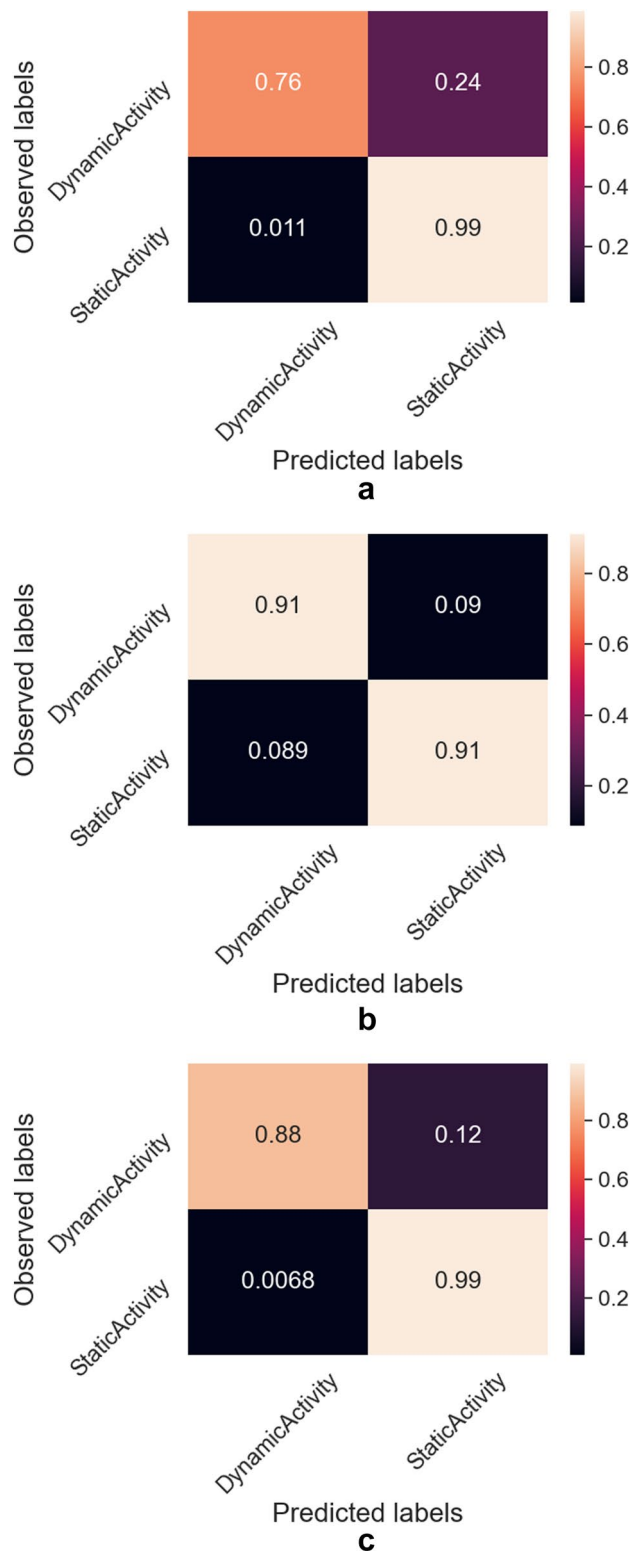 Observed labels
DynamicActivity
StaticActivity
0.76
0.24
0.011
0.99
0.8
0.6
0.4
0.2
DynamicActivity
StaticActivity
Predicted labels
a
Observed labels
DynamicActivity
StaticActivity
0.91
0.09
0.089
0.91
0.8
0.6
0.4
0.2
DynamicActivity
StaticActivity
Predicted labels
b
Observed labels
DynamicActivity
StaticActivity
0.88
0.12
0.0068
0.99
0.8
0.6
0.4
0.2
DynamicActivity
StaticActivity
Predicted labels
c